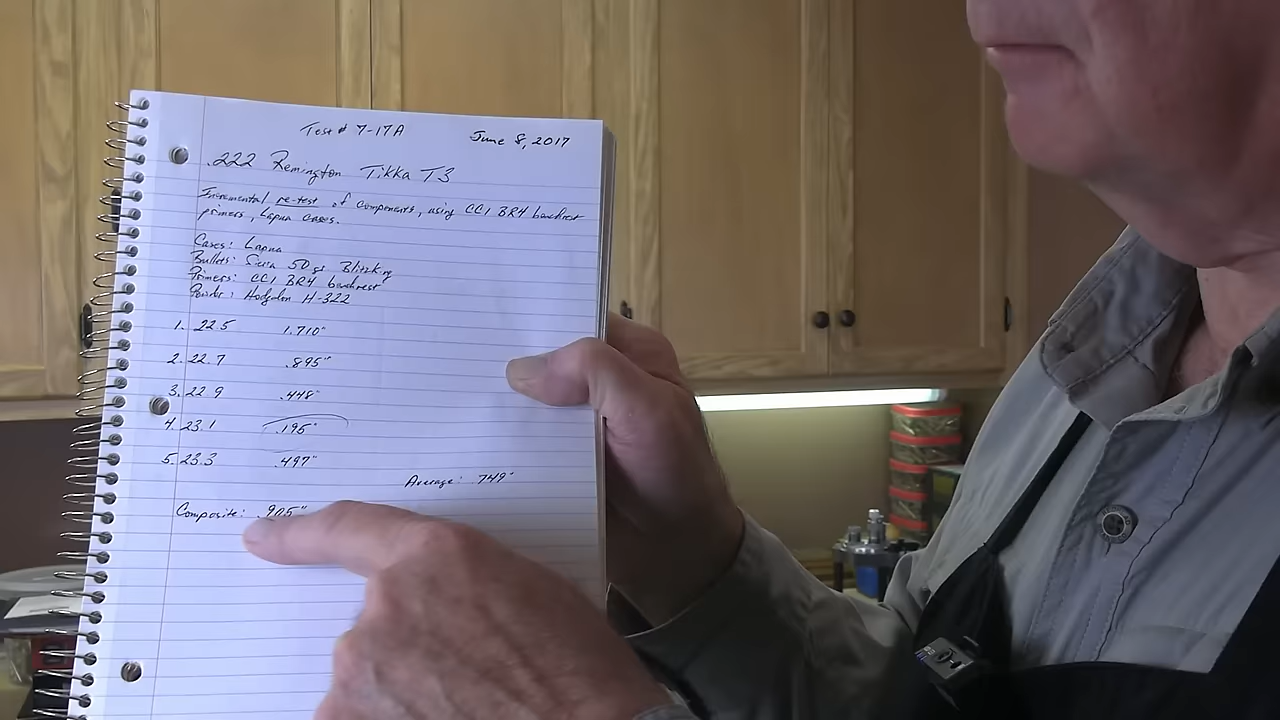 Test # 7-17A
June 8, 2017
.222 Remington Tikka T3
Incremental re-test of components, using CCI BR4 benchrest
primers, Lapua cases.
Cases: Lapua
Bullets: Sierra 50 gr Blitzking
Primers: CCI BR4 benchrest
Powder: Hodgdon H-322
1. 22.5 1.710"
2. 22.7 .895"
3. 22.9 .448"
4. 23.1 .195"
5. 23.3 .497"
Average: .749"
Composite: .905"